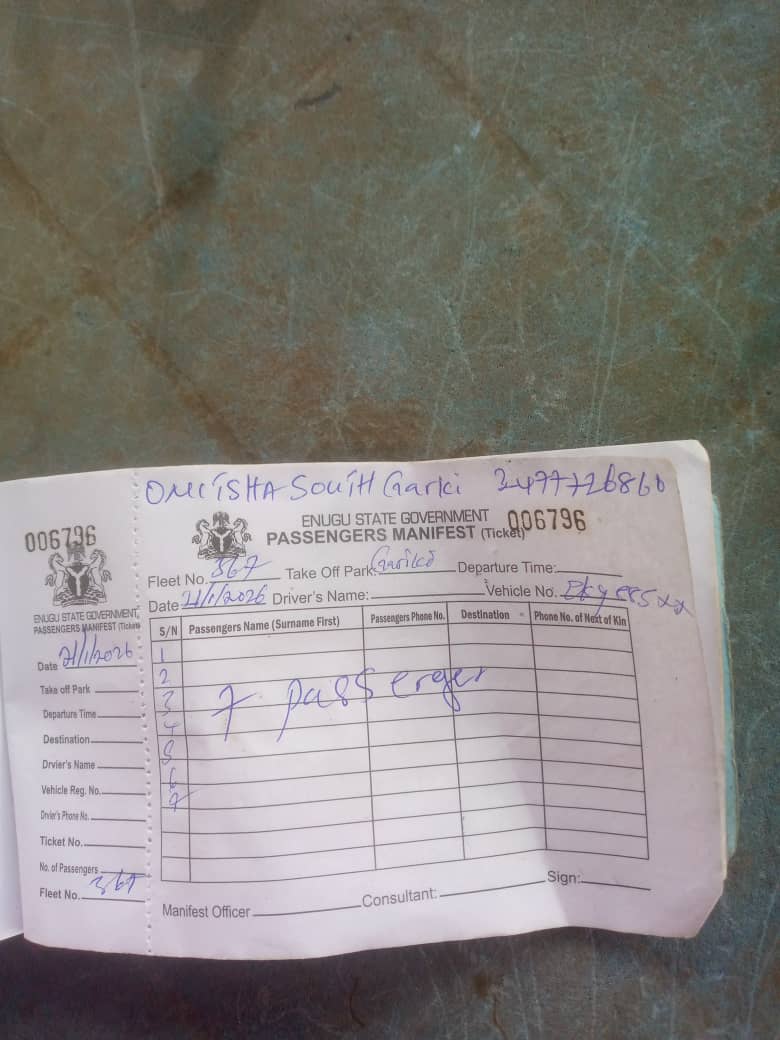 OMITSHA SOUTH Garki
006796
ENUGU STATE GOVERNMENT
PASSENGERS MANIFEST (Ticket)
Date 21/1/2026
Take off Park
Departure Time
Destination
Drvier's Name
Vehicle Reg. No.
Drvier's Phone No.
Ticket No.
No. of Passengers
Fleet No. 367
ENUGU STATE GOVERNMENT 006796
PASSENGERS MANIFEST (Ticket)
Fleet No. 367 Take Off Park: Gariki Departure Time:
Date 21/1/2026 Driver's Name: Vehicle No.
S/N Passengers Name (Surname First) Passengers Phone No. Destination Phone No. of Next of Kin
1
2
3
4
5
6
7
7 passenger
Manifest Officer Consultant: Sign: